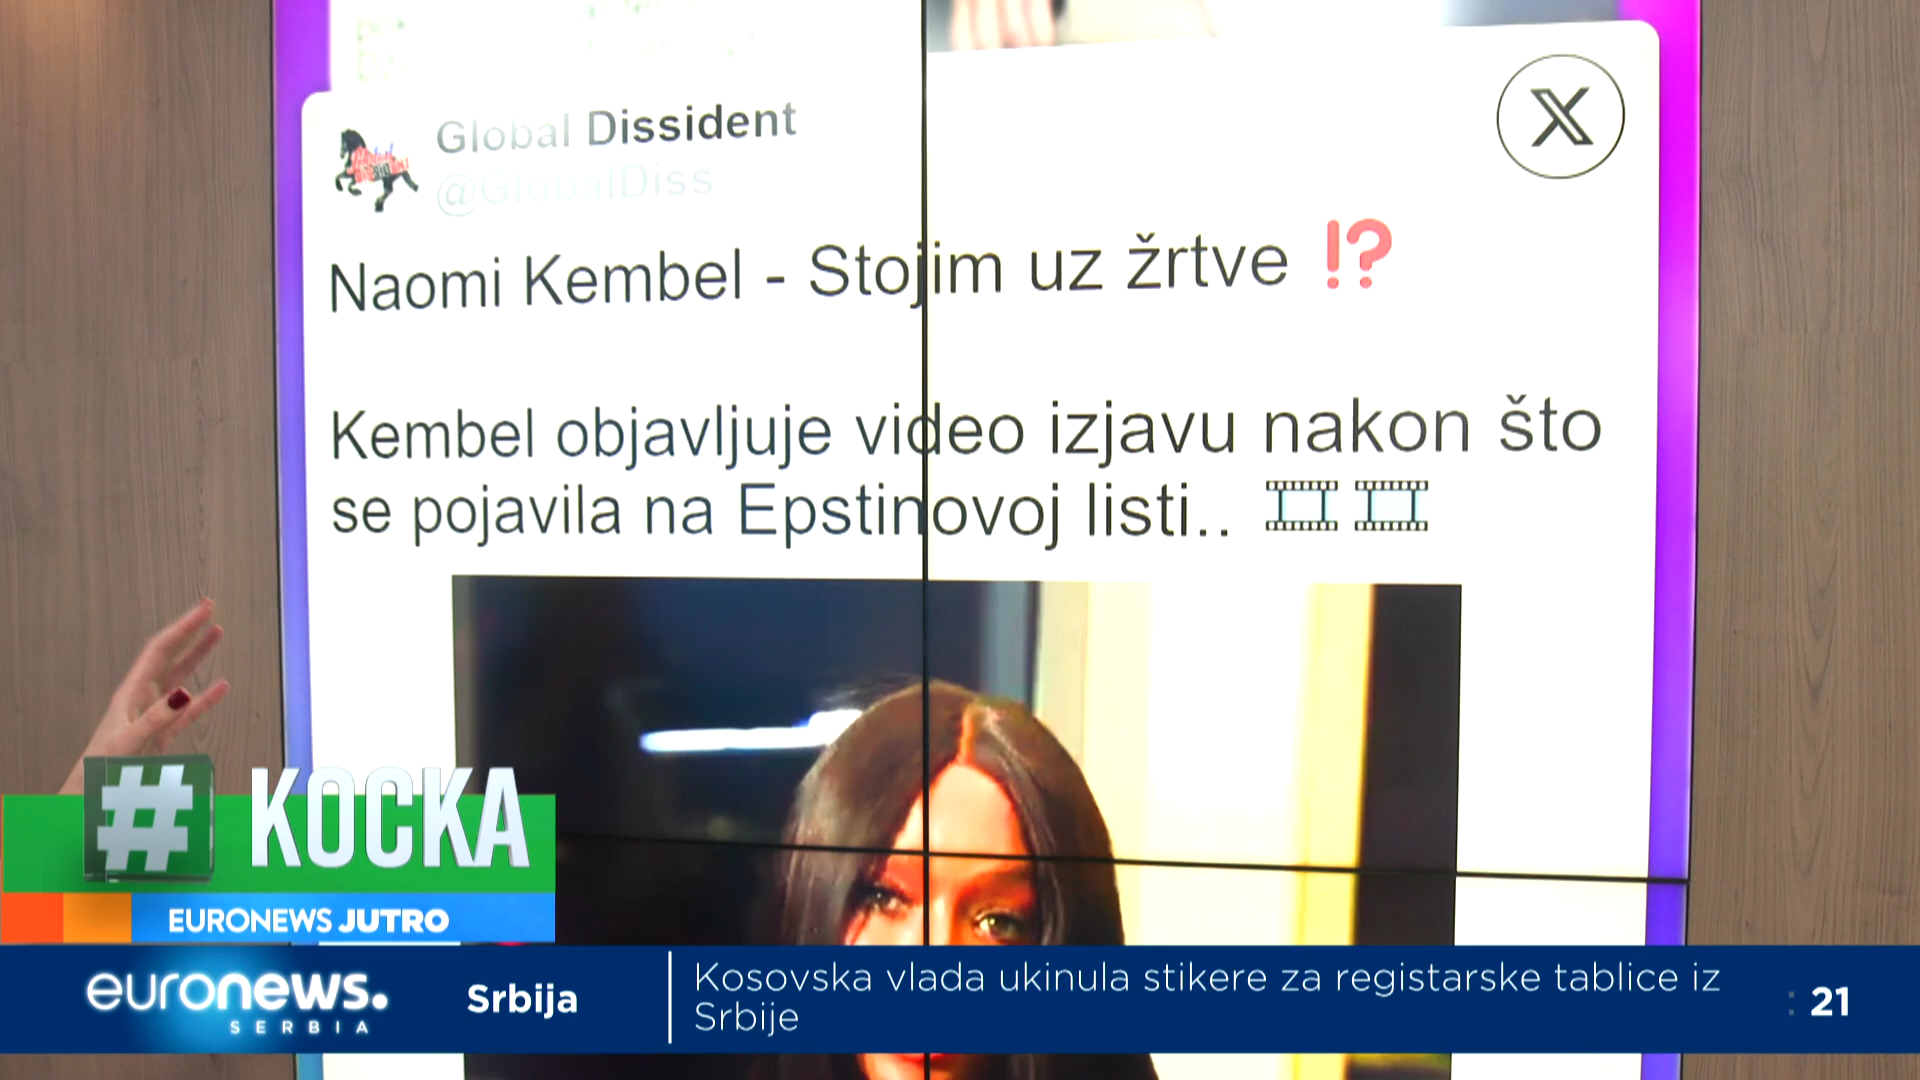 Global Dissident
@GlobalDiss
Naomi Kembel - Stojim uz žrtve ⁉
Kembel objavljuje video izjavu nakon što
se pojavila na Epstinovoj listi.. 🎞🎞
# KOCKA
EURONEWS JUTRO
euronews.
SERBIA
Srbija
Kosovska vlada ukinula stikere za registarske tablice iz
Srbije
: 21